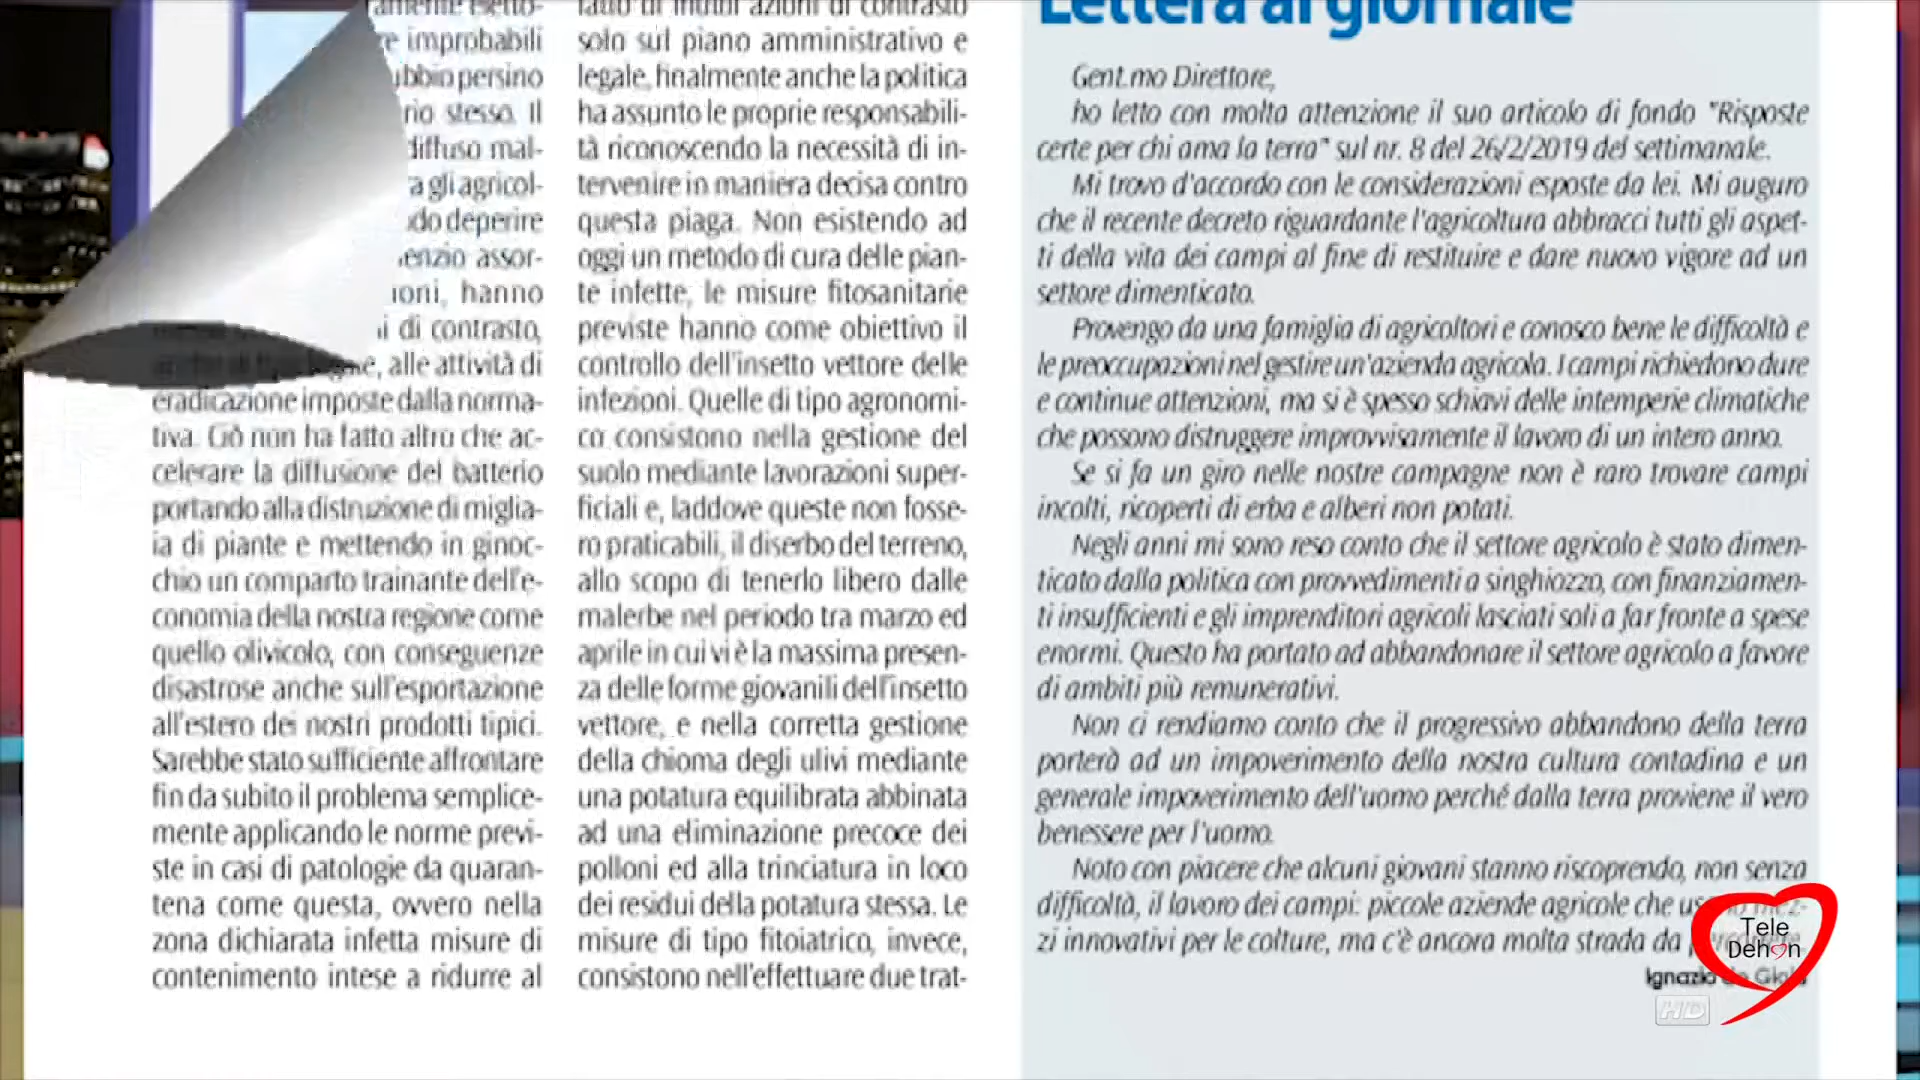 re improbabili
persino
stesso. Il
diffuso mal-
gli agricol-
deperire
assor-
hanno
di contrasto,
alle attività di
eradicazione imposte dalla norma-
tiva. Ciò non ha fatto altro che ac-
celerare la diffusione del batterio
portando alla distruzione di miglia-
ia di piante e mettendo in ginoc-
chio un comparto trainante dell'e-
conomia della nostra regione come
quello olivicolo, con conseguenze
disastrose anche sull'esportazione
all'estero dei nostri prodotti tipici.
Sarebbe stato sufficiente affrontare
fin da subito il problema semplice-
mente applicando le norme previ-
ste in casi di patologie da quaran-
tena come questa, ovvero nella
zona dichiarata infetta misure di
contenimento intese a ridurre al
fatto di inutili azioni di contrasto
solo sul piano amministrativo e
legale, finalmente anche la politica
ha assunto le proprie responsabili-
tà riconoscendo la necessità di in-
tervenire in maniera decisa contro
questa piaga. Non esistendo ad
oggi un metodo di cura delle pian-
te infette, le misure fitosanitarie
previste hanno come obiettivo il
controllo dell'insetto vettore delle
infezioni. Quelle di tipo agronomi-
co consistono nella gestione del
suolo mediante lavorazioni super-
ficiali e, laddove queste non fosse-
ro praticabili, il diserbo del terreno,
allo scopo di tenerlo libero dalle
malerbe nel periodo tra marzo ed
aprile in cui vi è la massima presen-
za delle forme giovanili dell'insetto
vettore, e nella corretta gestione
della chioma degli ulivi mediante
una potatura equilibrata abbinata
ad una eliminazione precoce dei
polloni ed alla trinciatura in loco
dei residui della potatura stessa. Le
misure di tipo fitoiatrico, invece,
consistono nell'effettuare due trat-
Lettera al giornale
Gent.mo Direttore,
ho letto con molta attenzione il suo articolo di fondo "Risposte
certe per chi ama la terra" sul nr. 8 del 26/2/2019 del settimanale.
Mi trovo d'accordo con le considerazioni esposte da lei. Mi auguro
che il recente decreto riguardante l'agricoltura abbracci tutti gli aspet-
ti della vita dei campi al fine di restituire e dare nuovo vigore ad un
settore dimenticato.
Provengo da una famiglia di agricoltori e conosco bene le difficoltà e
le preoccupazioni nel gestire un'azienda agricola. I campi richiedono dure
e continue attenzioni, ma si è spesso schiavi delle intemperie climatiche
che possono distruggere improvvisamente il lavoro di un intero anno.
Se si fa un giro nelle nostre campagne non è raro trovare campi
incolti, ricoperti di erba e alberi non potati.
Negli anni mi sono reso conto che il settore agricolo è stato dimen-
ticato dalla politica con provvedimenti a singhiozzo, con finanziamen-
ti insufficienti e gli imprenditori agricoli lasciati soli a far fronte a spese
enormi. Questo ha portato ad abbandonare il settore agricolo a favore
di ambiti più remunerativi.
Non ci rendiamo conto che il progressivo abbandono della terra
porterà ad un impoverimento della nostra cultura contadina e un
generale impoverimento dell'uomo perché dalla terra proviene il vero
benessere per l'uomo.
Noto con piacere che alcuni giovani stanno riscoprendo, non senza
difficoltà, il lavoro dei campi: piccole aziende agricole che
zi innovativi per le colture, ma c'è ancora molta strada da
Ignazio
Tele
Dehon
HD